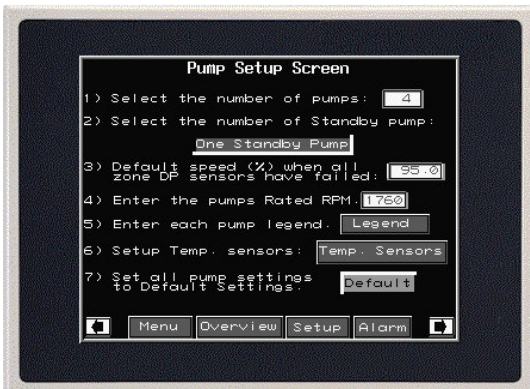 Pump Setup Screen
1) Select the number of pumps: 4
2) Select the number of Standby pump:
One Standby Pump
3) Default speed (%) when all
zone DP sensors have failed: 95.0
4) Enter the pumps Rated RPM. 1760
5) Enter each pump legend. Legend
6) Setup Temp. sensors: Temp. Sensors
7) Set all pump settings
to Default Settings. Default
Menu Overview Setup Alarm